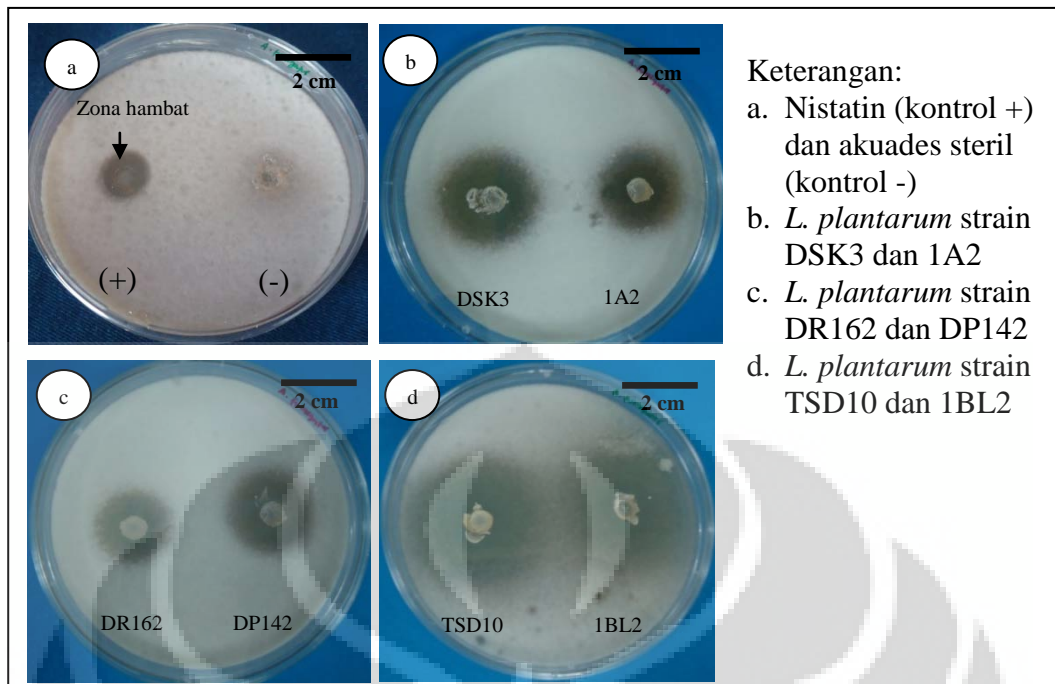 a
2 cm
Zona hambat
(+)
(-)
b
2 cm
DSK3
1A2
c
2 cm
DR162
DP142
d
2 cm
TSD10
1BL2
Keterangan:
a. Nistatin (kontrol +)
dan akuades steril
(kontrol -)
b. L. plantarum strain
DSK3 dan 1A2
c. L. plantarum strain
DR162 dan DP142
d. L. plantarum strain
TSD10 dan 1BL2